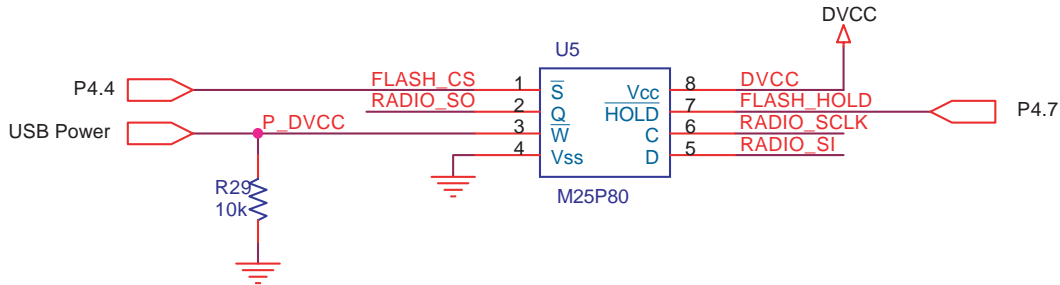 DVCC
U5
P4.4
FLASH_CS
1
S
Vcc
8
DVCC
RADIO_SO
2
Q
HOLD
7
FLASH_HOLD
P4.7
USB Power
P_DVCC
3
W
C
6
RADIO_SCLK
4
Vss
D
5
RADIO_SI
R29
10k
M25P80